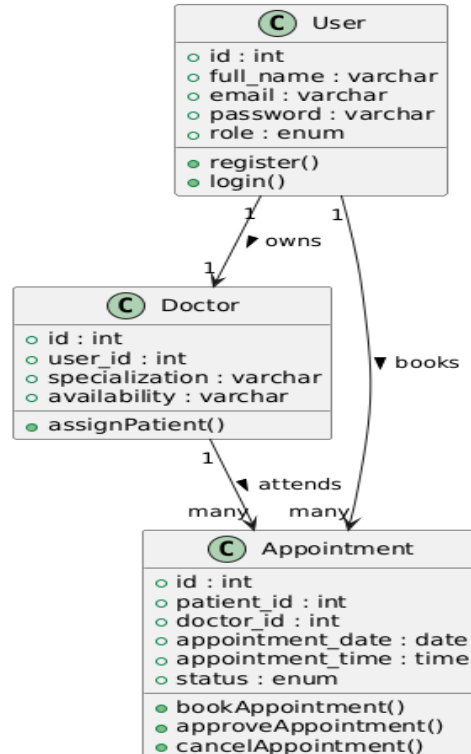 C User
id : int
full_name : varchar
email : varchar
password : varchar
role : enum
register()
login()
1
1
owns
1
books
C Doctor
id : int
user_id : int
specialization : varchar
availability : varchar
assignPatient()
1
attends
many
many
C Appointment
id : int
patient_id : int
doctor_id : int
appointment_date : date
appointment_time : time
status : enum
bookAppointment()
approveAppointment()
cancelAppointment()